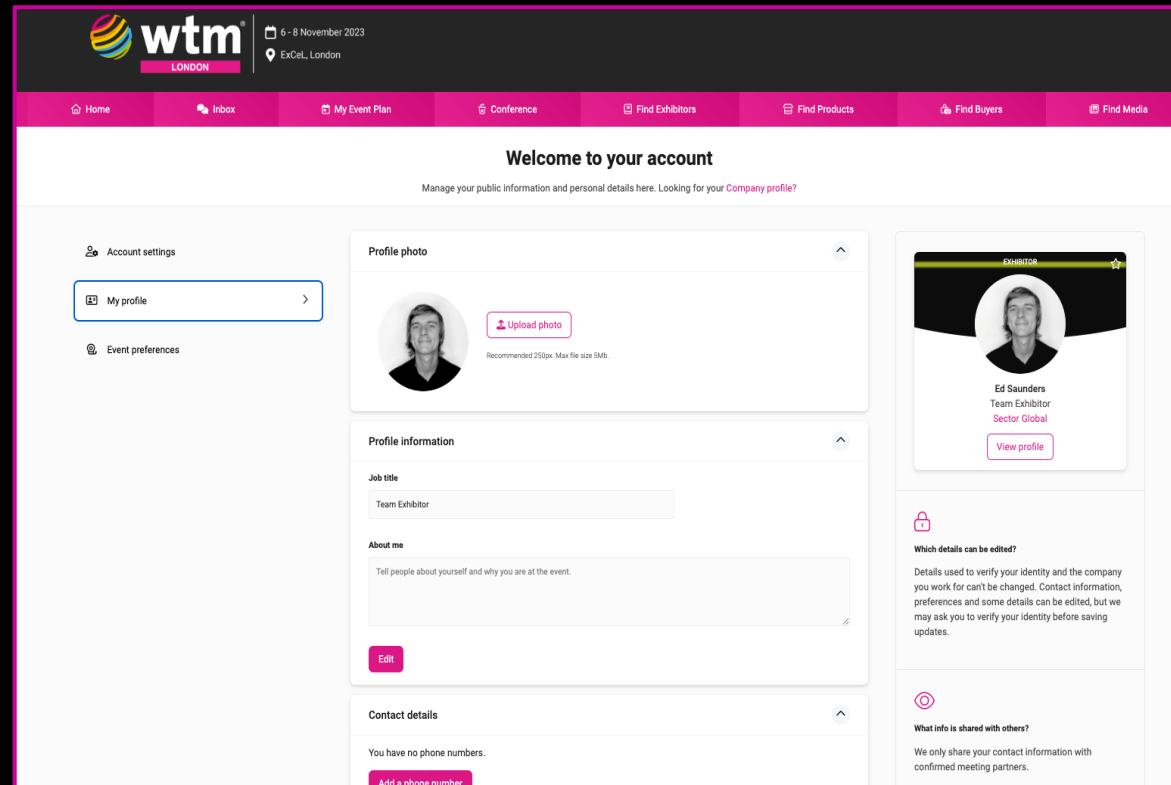 wtm®
LONDON
6 - 8 November 2023
ExCeL, London
Home
Inbox
My Event Plan
Conference
Find Exhibitors
Find Products
Find Buyers
Find Media
Welcome to your account
Manage your public information and personal details here. Looking for your Company profile?
Account settings
My profile
Event preferences
Profile photo
Upload photo
Recommended 250px. Max file size 5Mb.
Profile information
Job title
Team Exhibitor
About me
Tell people about yourself and why you are at the event.
Edit
Contact details
You have no phone numbers.
Add a phone number
EXHIBITOR
Ed Saunders
Team Exhibitor
Sector Global
View profile
Which details can be edited?
Details used to verify your identity and the company
you work for can't be changed. Contact information,
preferences and some details can be edited, but we
may ask you to verify your identity before saving
updates.
What info is shared with others?
We only share your contact information with
confirmed meeting partners.